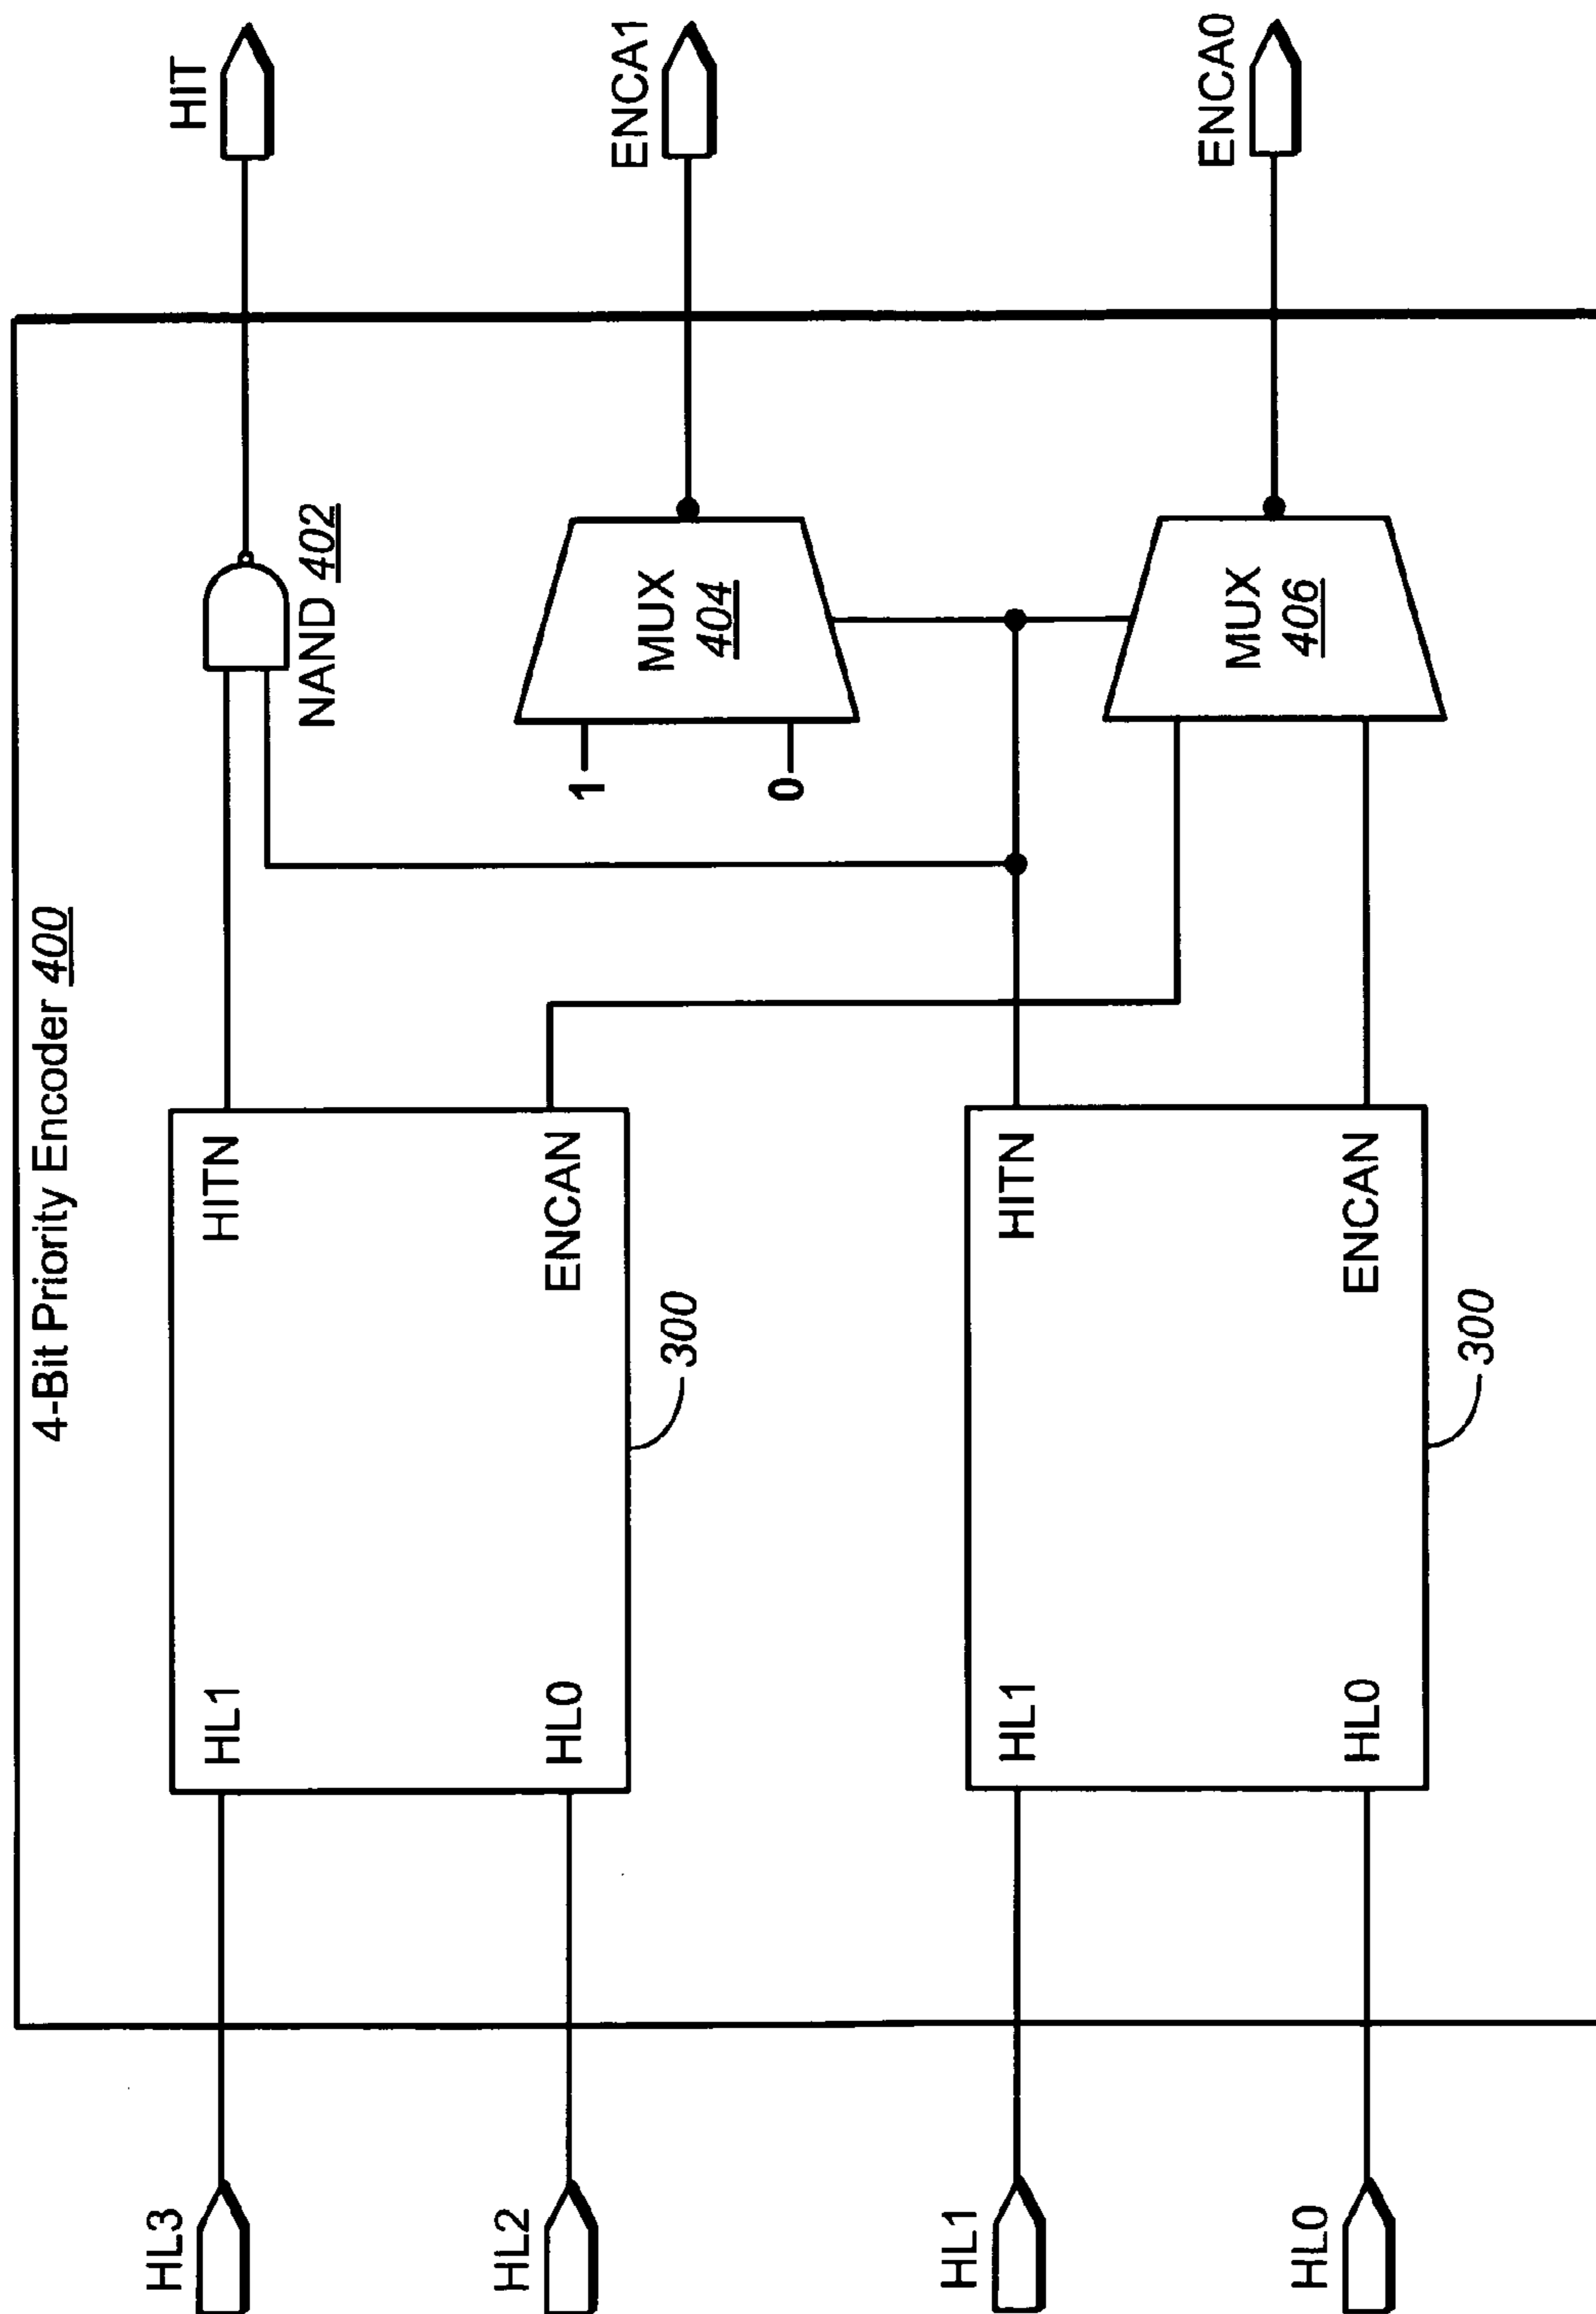 4-Bit Priority Encoder 400
HL3
HL1
HITN
HIT
HL2
HL0
ENCAN
300
NAND 402
1
0
MUX
404
ENCA1
HL1
HL1
HITN
HL0
HL0
ENCAN
300
MUX
406
ENCA0